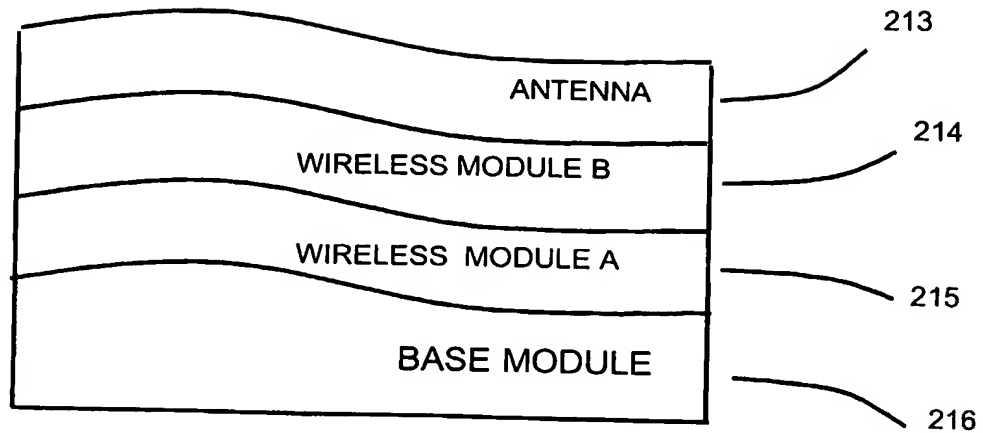 213
ANTENNA
214
WIRELESS MODULE B
WIRELESS MODULE A
215
BASE MODULE
216